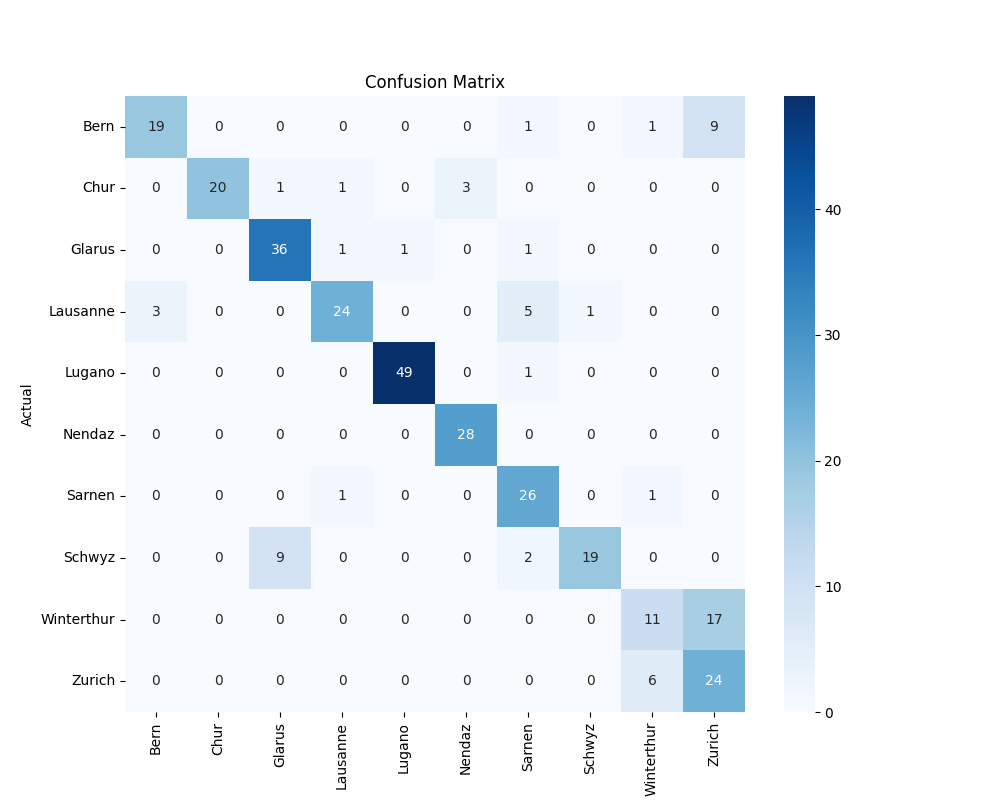 Confusion Matrix
Bern 19 0 0 0 0 0 1 0 1 9
Chur 0 20 1 1 0 3 0 0 0 0
Glarus 0 0 36 1 1 0 1 0 0 0
Lausanne 3 0 0 24 0 0 5 1 0 0
Lugano 0 0 0 0 49 0 1 0 0 0
Nendaz 0 0 0 0 0 28 0 0 0 0
Sarnen 0 0 0 1 0 0 26 0 1 0
Schwyz 0 0 9 0 0 0 2 19 0 0
Winterthur 0 0 0 0 0 0 0 0 11 17
Zurich 0 0 0 0 0 0 0 0 6 24
Actual
Bern Chur Glarus Lausanne Lugano Nendaz Sarnen Schwyz Winterthur Zurich
40
30
20
10
0